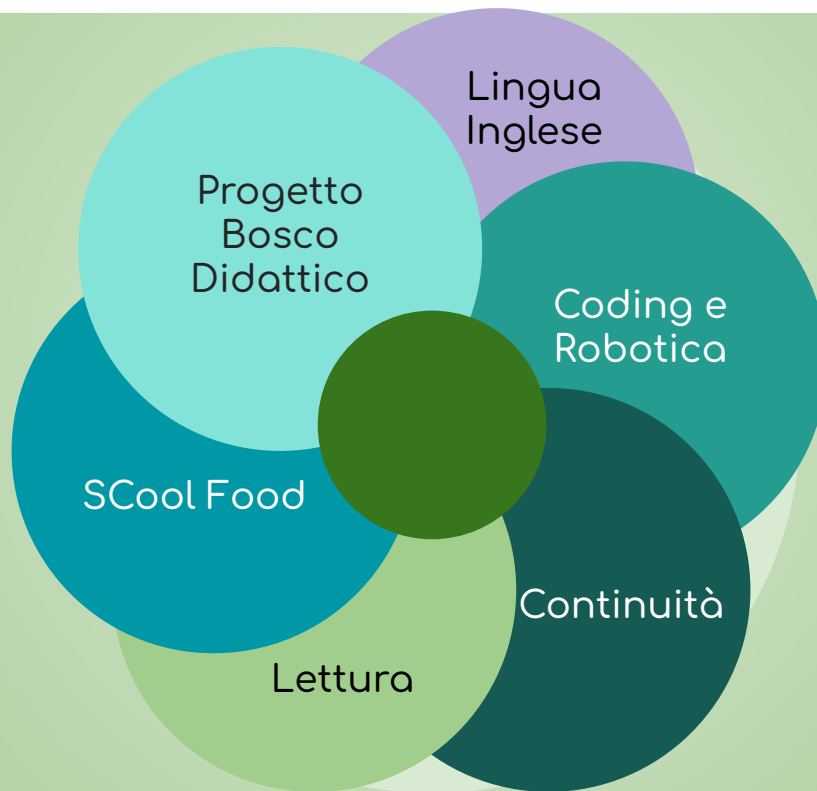 Lingua
Inglese
Progetto
Bosco
Didattico
Coding e
Robotica
SCool Food
Continuità
Lettura